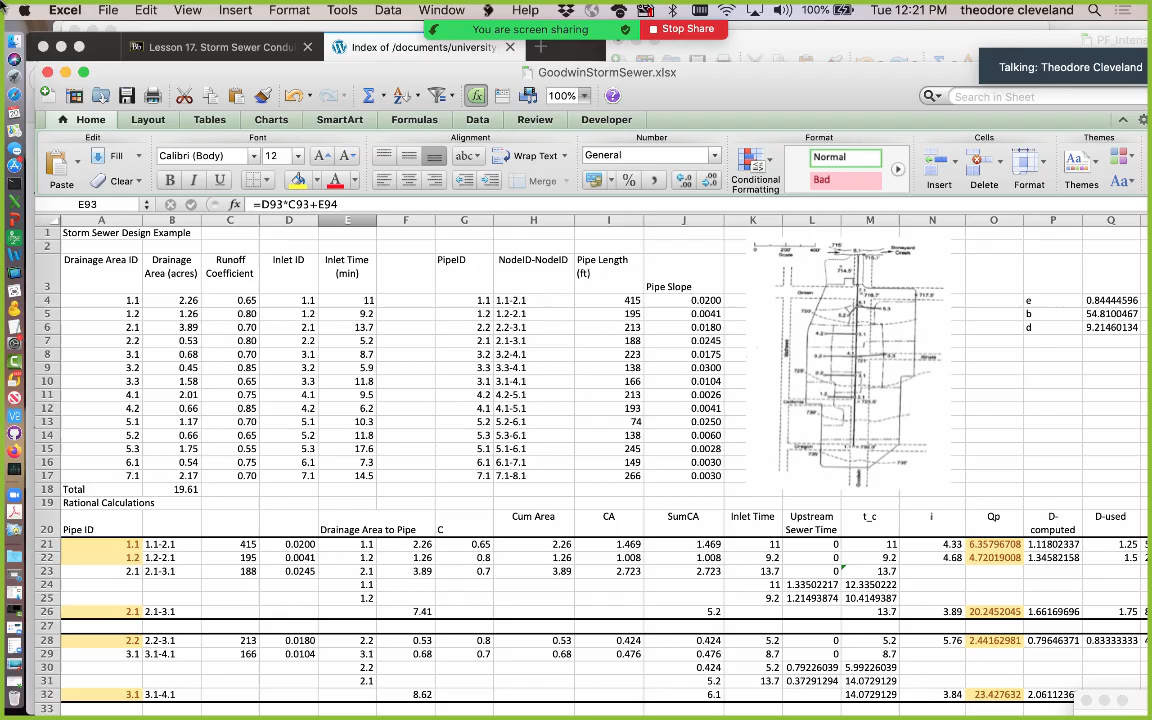 Excel File Edit View Insert Format Tools Data Window Help 100% Tue 12:21 PM theodore cleveland
You are screen sharing Stop Share
Lesson 17. Storm Sewer Condu Index of /documents/university PF_Intens
GoodwinStormSewer.xlsx
Talking: Theodore Cleveland
100% Search in Sheet
Home Layout Tables Charts SmartArt Formulas Data Review Developer
Edit Font Alignment Number Format Cells Themes
Fill Calibri (Body) 12 abc Wrap Text General Normal
Paste Clear B I U Merge % Conditional Formatting Bad Insert Delete Format Themes Aa
E93 fx =D93*C93+E94
A B C D E F G H I J K L M N O P Q
1 Storm Sewer Design Example
2
3 Drainage Area ID Drainage Area (acres) Runoff Coefficient Inlet ID Inlet Time (min) PipeID NodeID-NodeID Pipe Length (ft) Pipe Slope
4 1.1 2.26 0.65 1.1 11 1.1 1.1-2.1 415 0.0200 e 0.84444596
5 1.2 1.26 0.80 1.2 9.2 1.2 1.2-2.1 195 0.0041 b 54.8100467
6 2.1 3.89 0.70 2.1 13.7 2.2 2.2-3.1 213 0.0180 d 9.21460134
7 2.2 0.53 0.80 2.2 5.2 2.1 2.1-3.1 188 0.0245
8 3.1 0.68 0.70 3.1 8.7 3.2 3.2-4.1 223 0.0175
9 3.2 0.45 0.85 3.2 5.9 3.3 3.3-4.1 138 0.0300
10 3.3 1.58 0.65 3.3 11.8 3.1 3.1-4.1 166 0.0104
11 4.1 2.01 0.75 4.1 9.5 4.2 4.2-5.1 213 0.0026
12 4.2 0.66 0.85 4.2 6.2 4.1 4.1-5.1 193 0.0041
13 5.1 1.17 0.70 5.1 10.3 5.2 5.2-6.1 74 0.0250
14 5.2 0.66 0.65 5.2 11.8 5.3 5.3-6.1 138 0.0060
15 5.3 1.75 0.55 5.3 17.6 5.1 5.1-6.1 245 0.0028
16 6.1 0.54 0.75 6.1 7.3 6.1 6.1-7.1 149 0.0030
17 7.1 2.17 0.70 7.1 14.5 7.1 7.1-8.1 266 0.0030
18 Total 19.61
19 Rational Calculations
20 Pipe ID Drainage Area to Pipe C Cum Area CA SumCA Inlet Time Upstream Sewer Time t_c i Qp D-computed D-used
21 1.1 1.1-2.1 415 0.0200 1.1 2.26 0.65 2.26 1.469 1.469 11 0 11 4.33 6.35796708 1.11802337 1.25
22 1.2 1.2-2.1 195 0.0041 1.2 1.26 0.8 1.26 1.008 1.008 9.2 0 9.2 4.68 4.72019008 1.34582158 1.5
23 2.1 2.1-3.1 188 0.0245 2.1 3.89 0.7 3.89 2.723 2.723 13.7 0 13.7
24 1.1 11 1.33502217 12.3350222
25 1.2 9.2 1.21493874 10.4149387
26 2.1 2.1-3.1 7.41 5.2 13.7 3.89 20.2452045 1.66169696 1.75
27
28 2.2 2.2-3.1 213 0.0180 2.2 0.53 0.8 0.53 0.424 0.424 5.2 0 5.2 5.76 2.44162981 0.79646371 0.83333333
29 3.1 3.1-4.1 166 0.0104 3.1 0.68 0.7 0.68 0.476 0.476 8.7 0 8.7
30 2.2 0.424 5.2 0.79226039 5.99226039
31 2.1 5.2 13.7 0.37291294 14.0729129
32 3.1 3.1-4.1 8.62 6.1 14.0729129 3.84 23.427632 2.0611236
33